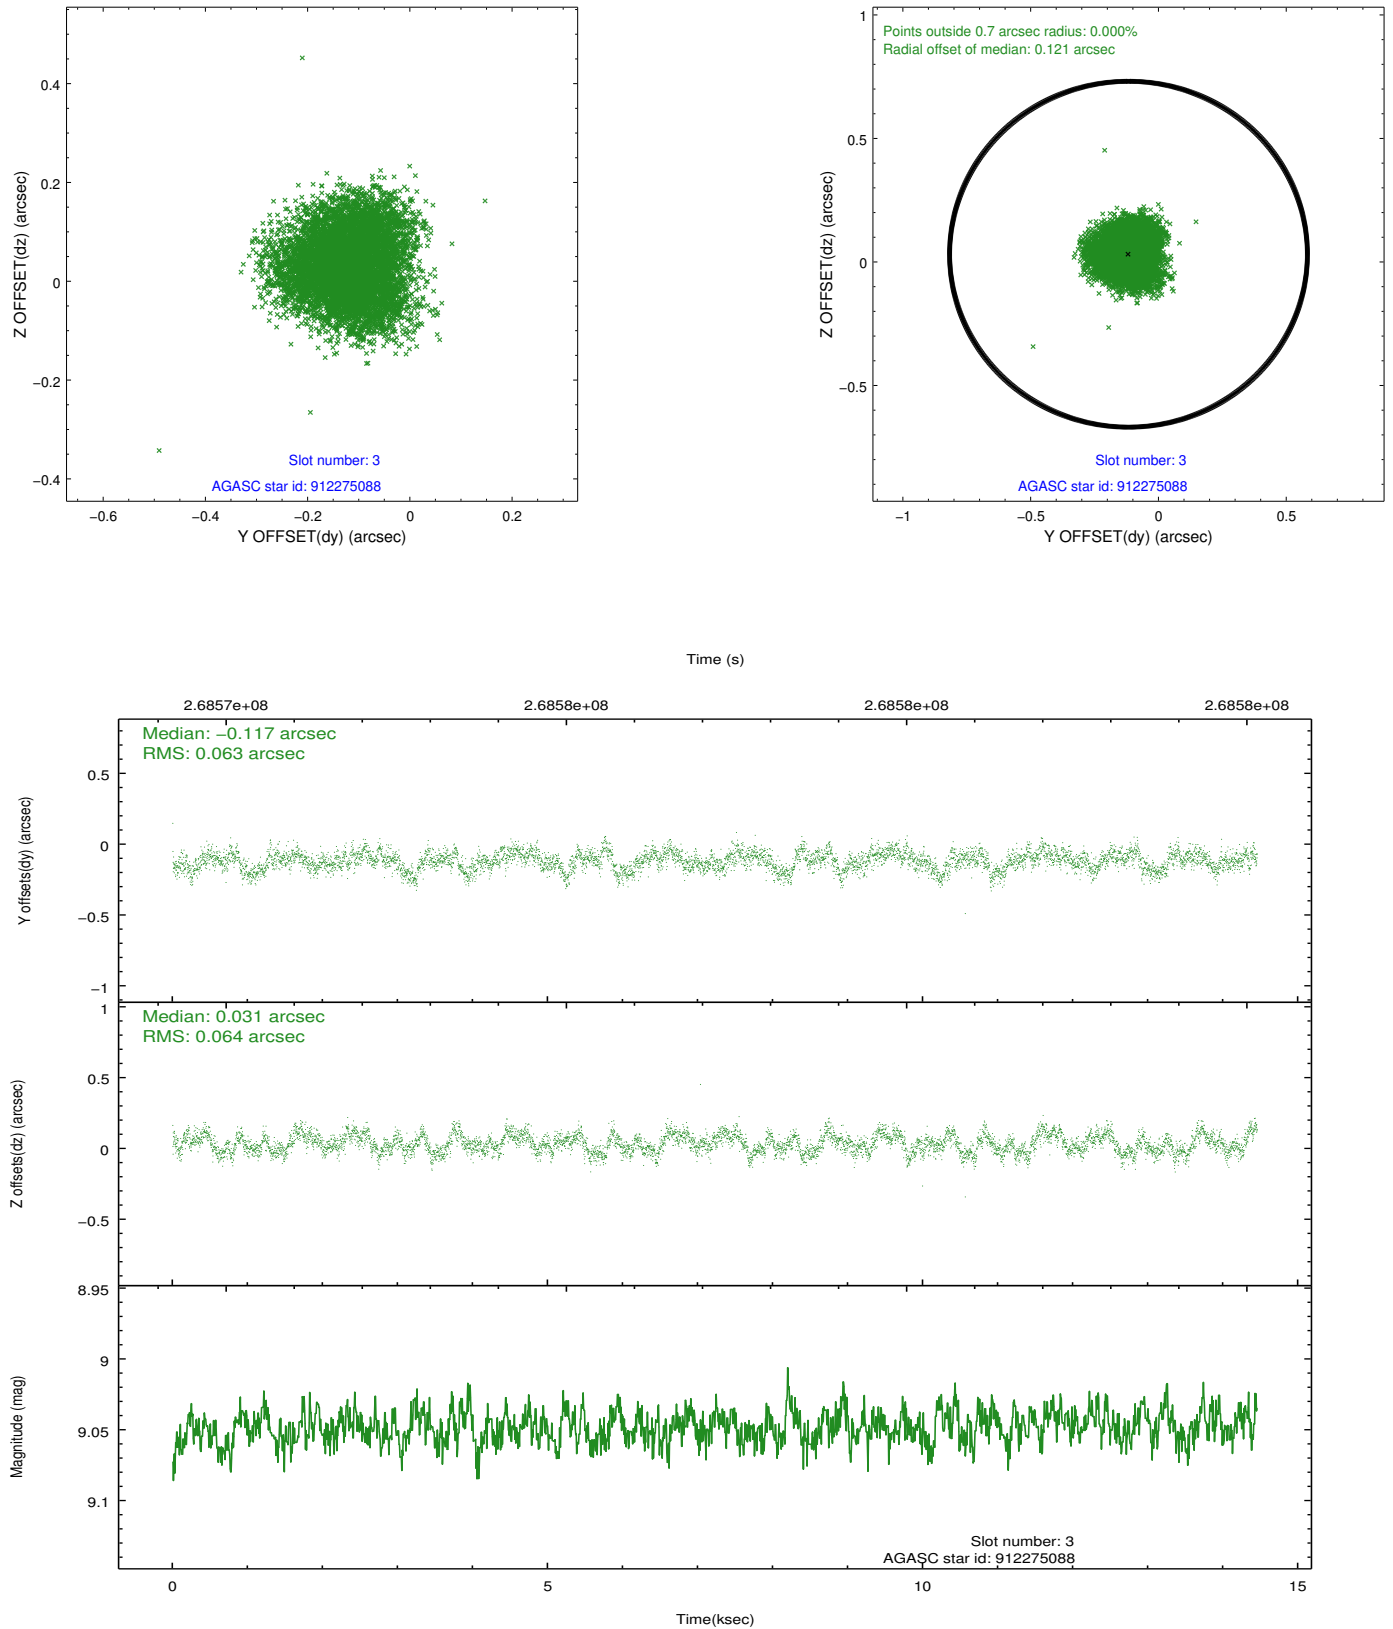 0.4
0.2
0
−0.2
−0.4
Z OFFSET(dz) (arcsec)
Slot number: 3
AGASC star id: 912275088
−0.6 −0.4 −0.2 0 0.2
Y OFFSET(dy) (arcsec)
1
0.5
0
−0.5
Z OFFSET(dz) (arcsec)
Points outside 0.7 arcsec radius: 0.000%
Radial offset of median: 0.121 arcsec
Slot number: 3
AGASC star id: 912275088
−1 −0.5 0 0.5
Y OFFSET(dy) (arcsec)
Time (s)
2.6857e+08 2.6858e+08 2.6858e+08 2.6858e+08
Median: −0.117 arcsec
RMS: 0.063 arcsec
0.5
0
−0.5
−1
Y offsets(dy) (arcsec)
Median: 0.031 arcsec
RMS: 0.064 arcsec
1
0.5
0
−0.5
Z offsets(dz) (arcsec)
8.95
9
9.05
9.1
Magnitude (mag)
Slot number: 3
AGASC star id: 912275088
0 5 10 15
Time(ksec)